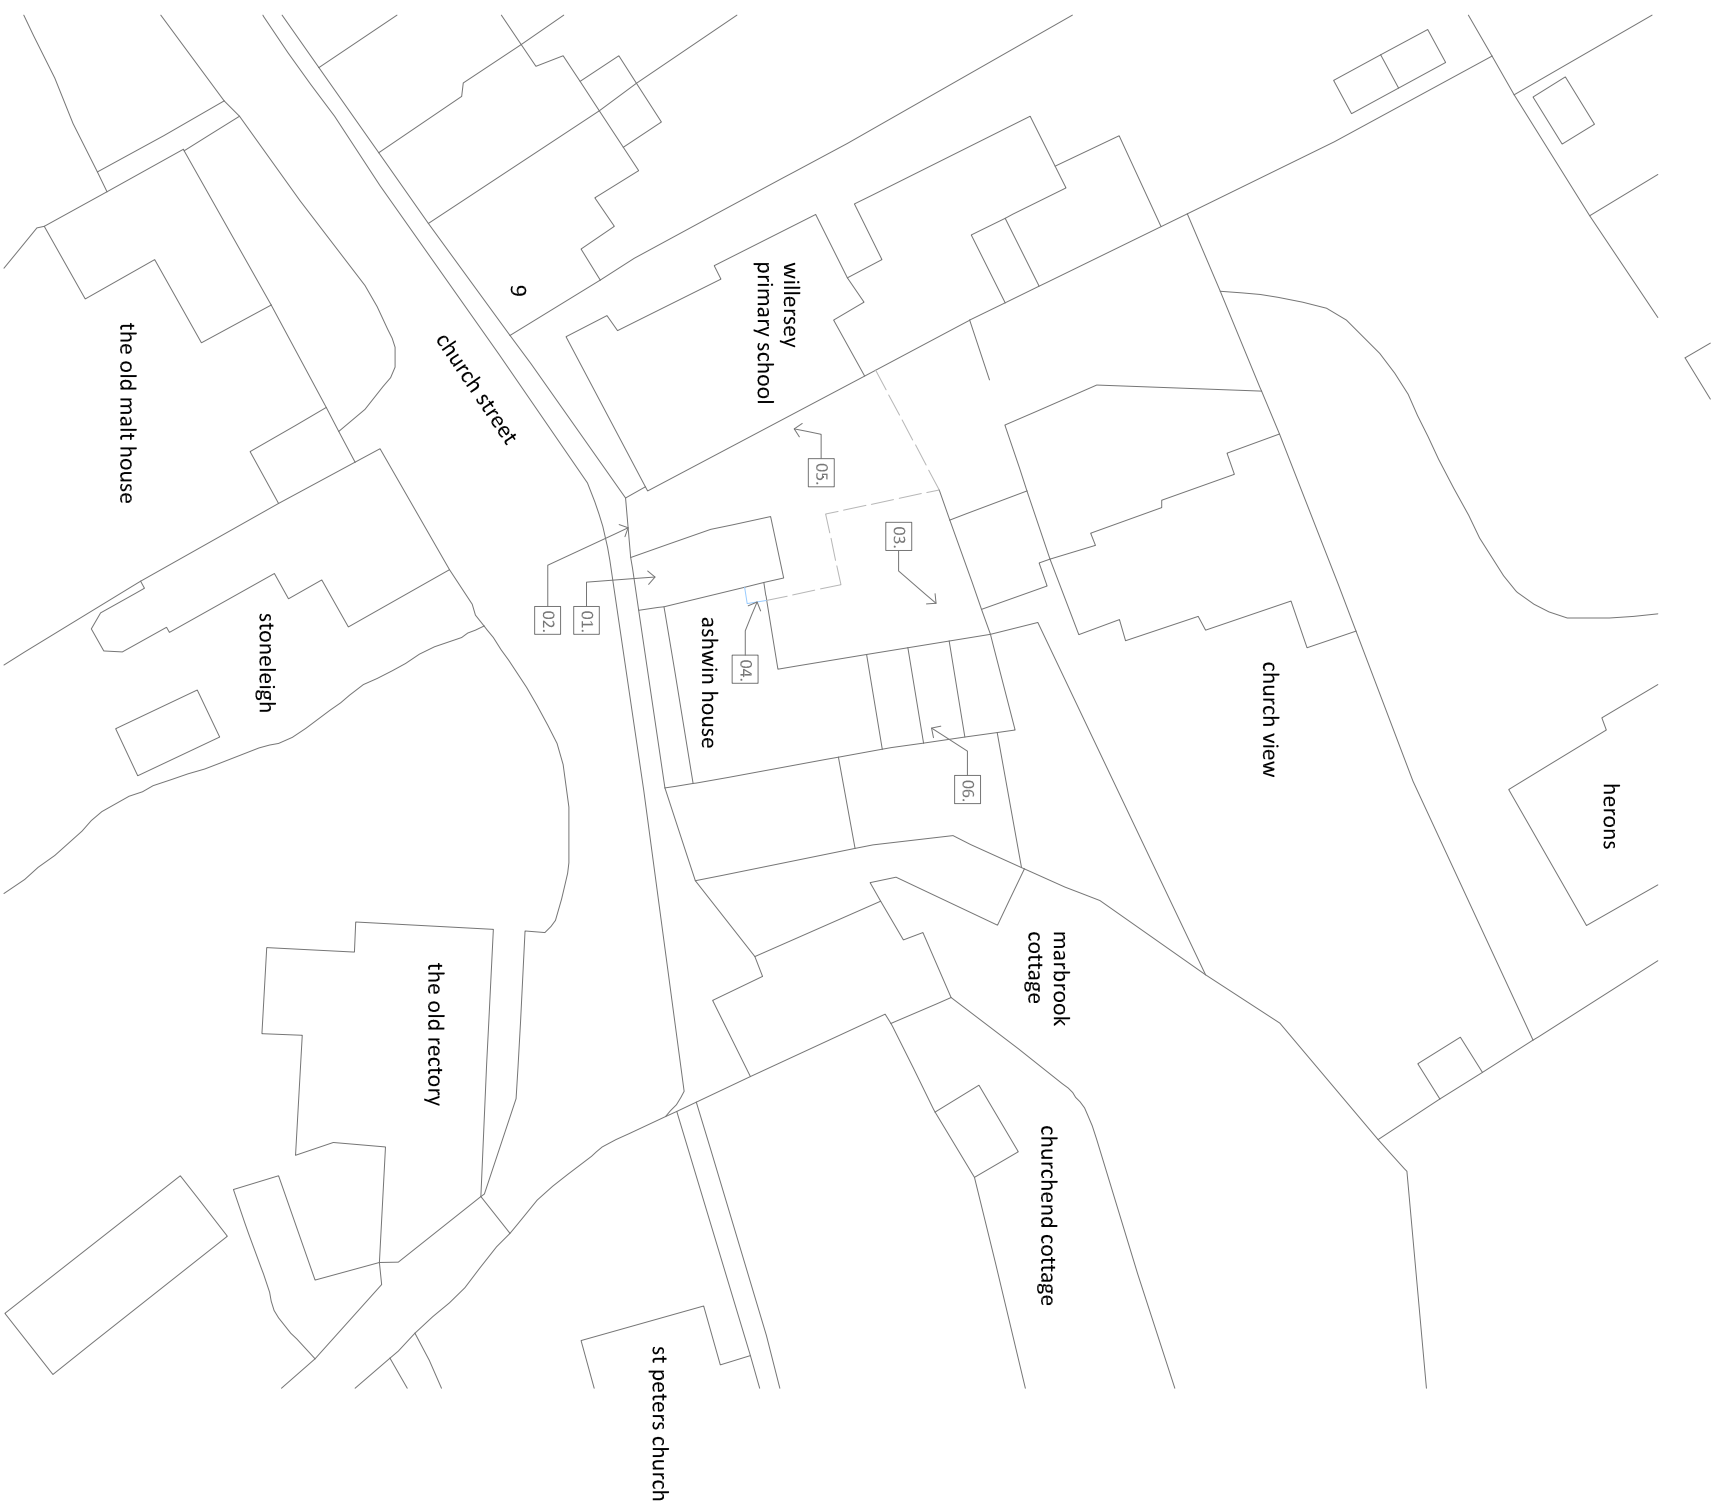 herons
church view
marbrook
cottage
churchend cottage
willersey
primary school
05.
03.
06.
04.
ashwin house
01.
02.
st peters church
9
church street
the old rectory
stoneleigh
the old malt house